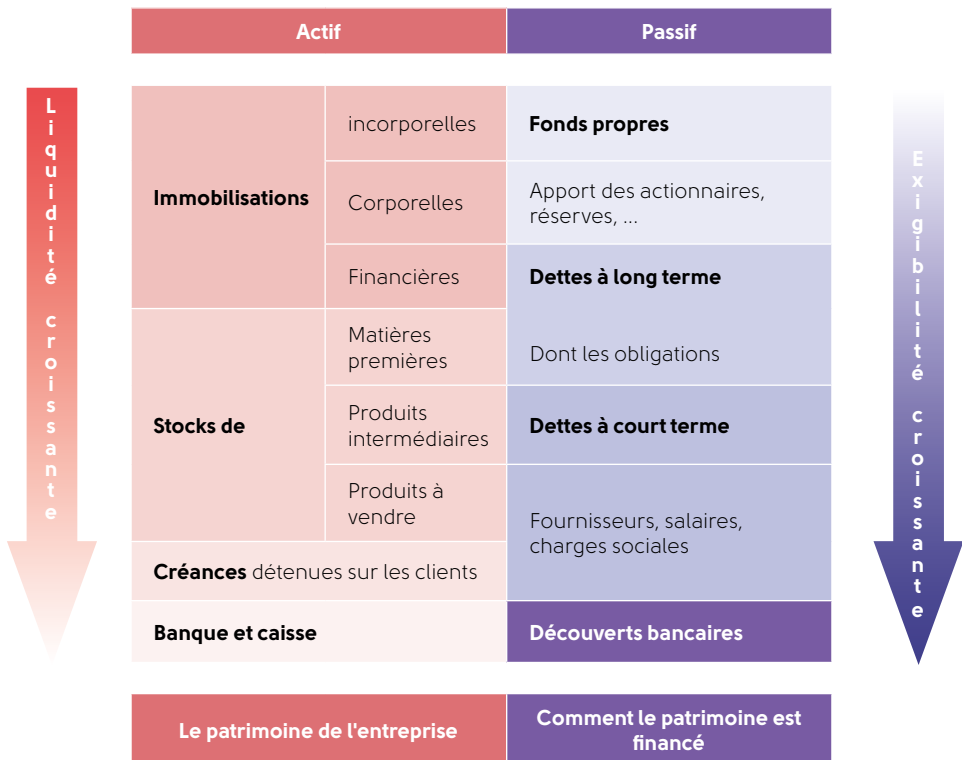 Actif
Passif
Liquidité croissante
Immobilisations
incorporelles
Corporelles
Financières
Fonds propres
Apport des actionnaires,
réserves, ...
Dettes à long terme
Dont les obligations
Stocks de
Matières
premières
Produits
intermédiaires
Produits à
vendre
Dettes à court terme
Fournisseurs, salaires,
charges sociales
Créances détenues sur les clients
Banque et caisse
Découverts bancaires
Exigibilité croissante
Le patrimoine de l'entreprise
Comment le patrimoine est
financé